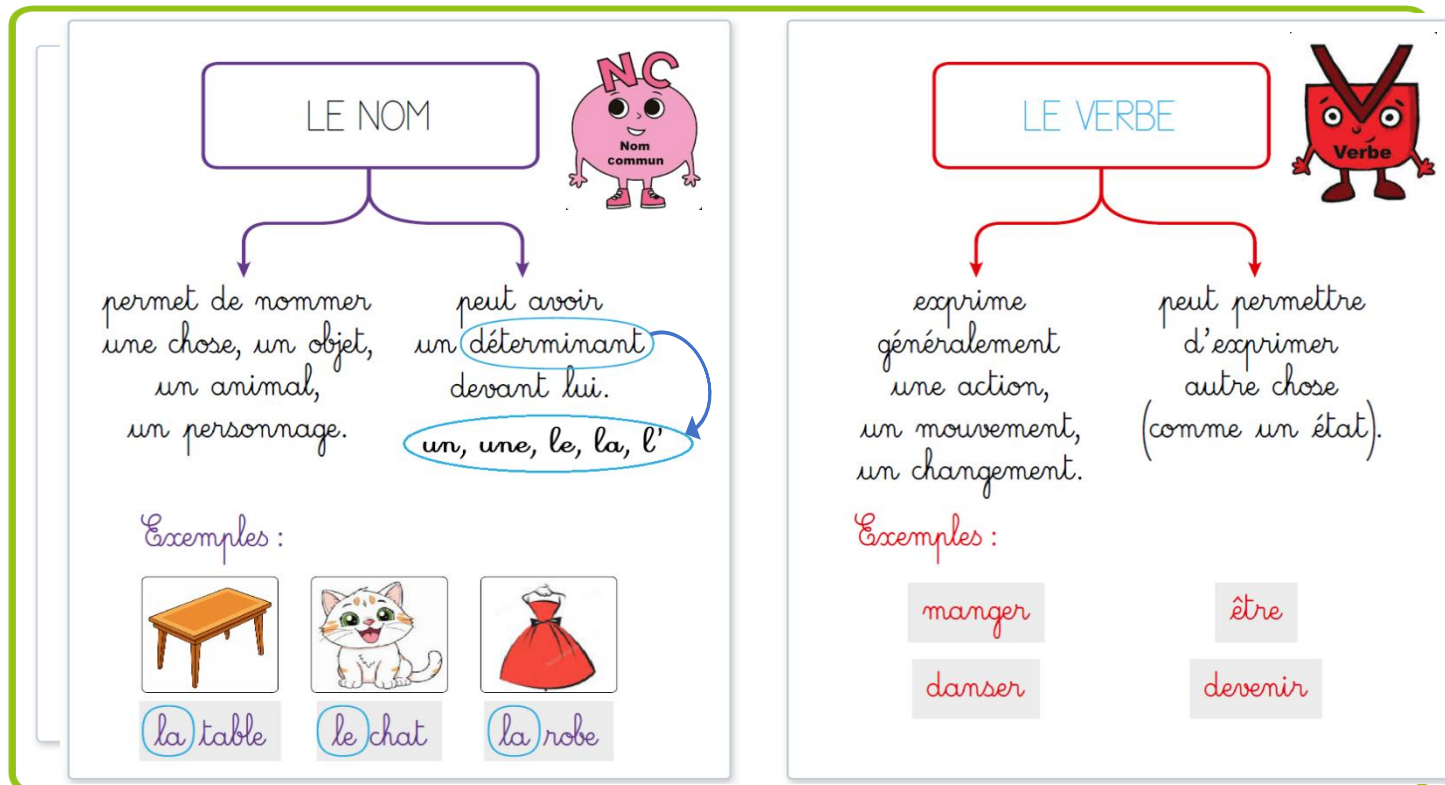 LE NOM
NC
Nom
commun
permet de nommer
une chose, un objet,
un animal,
un personnage.
peut avoir
un déterminant
devant lui.
un, une, le, la, l'
Exemples :
la table
le chat
la robe
LE VERBE
V
Verbe
exprime
généralement
une action,
un mouvement,
un changement.
peut permettre
d'exprimer
autre chose
(comme un état).
Exemples :
manger
être
danser
devenir